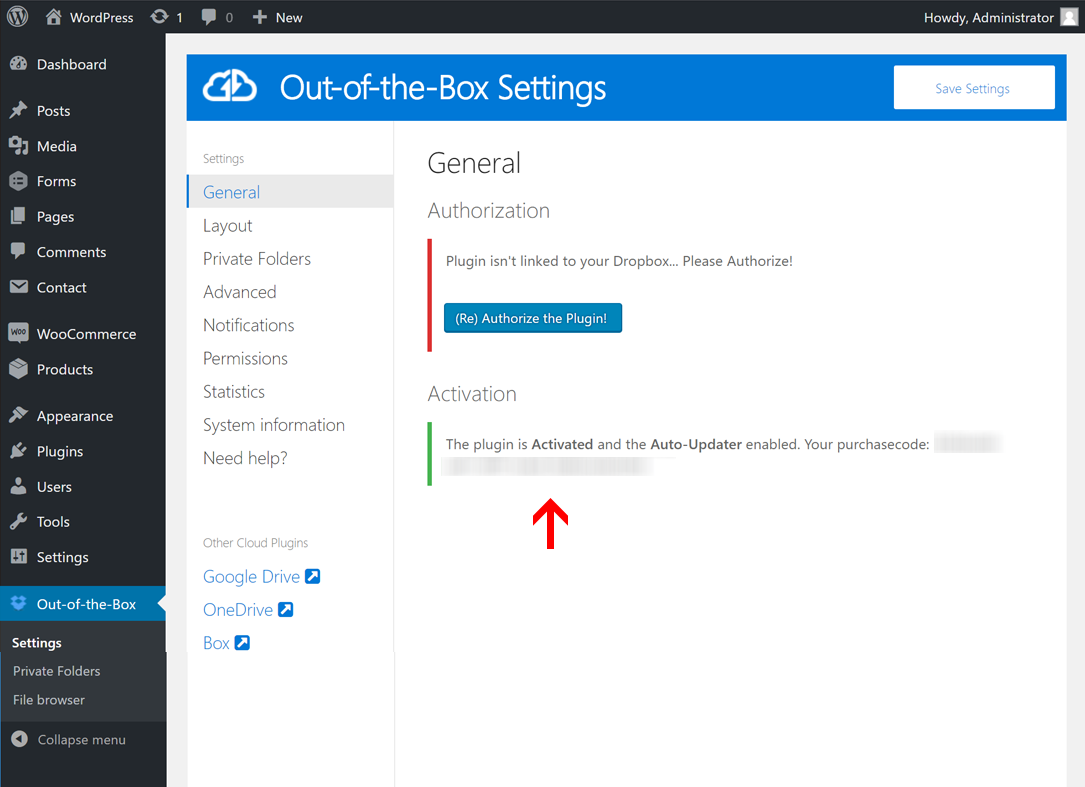 WordPress 1 0 New Howdy, Administrator
Dashboard
Posts
Media
Forms
Pages
Comments
Contact
WOO WooCommerce
Products
Appearance
Plugins
Users
Tools
Settings
Out-of-the-Box
Settings
Private Folders
File browser
Collapse menu
Out-of-the-Box Settings
Save Settings
Settings
General
Layout
Private Folders
Advanced
Notifications
Permissions
Statistics
System information
Need help?
Other Cloud Plugins
Google Drive
OneDrive
Box
General
Authorization
Plugin isn't linked to your Dropbox... Please Authorize!
(Re) Authorize the Plugin!
Activation
The plugin is Activated and the Auto-Updater enabled. Your purchasecode: